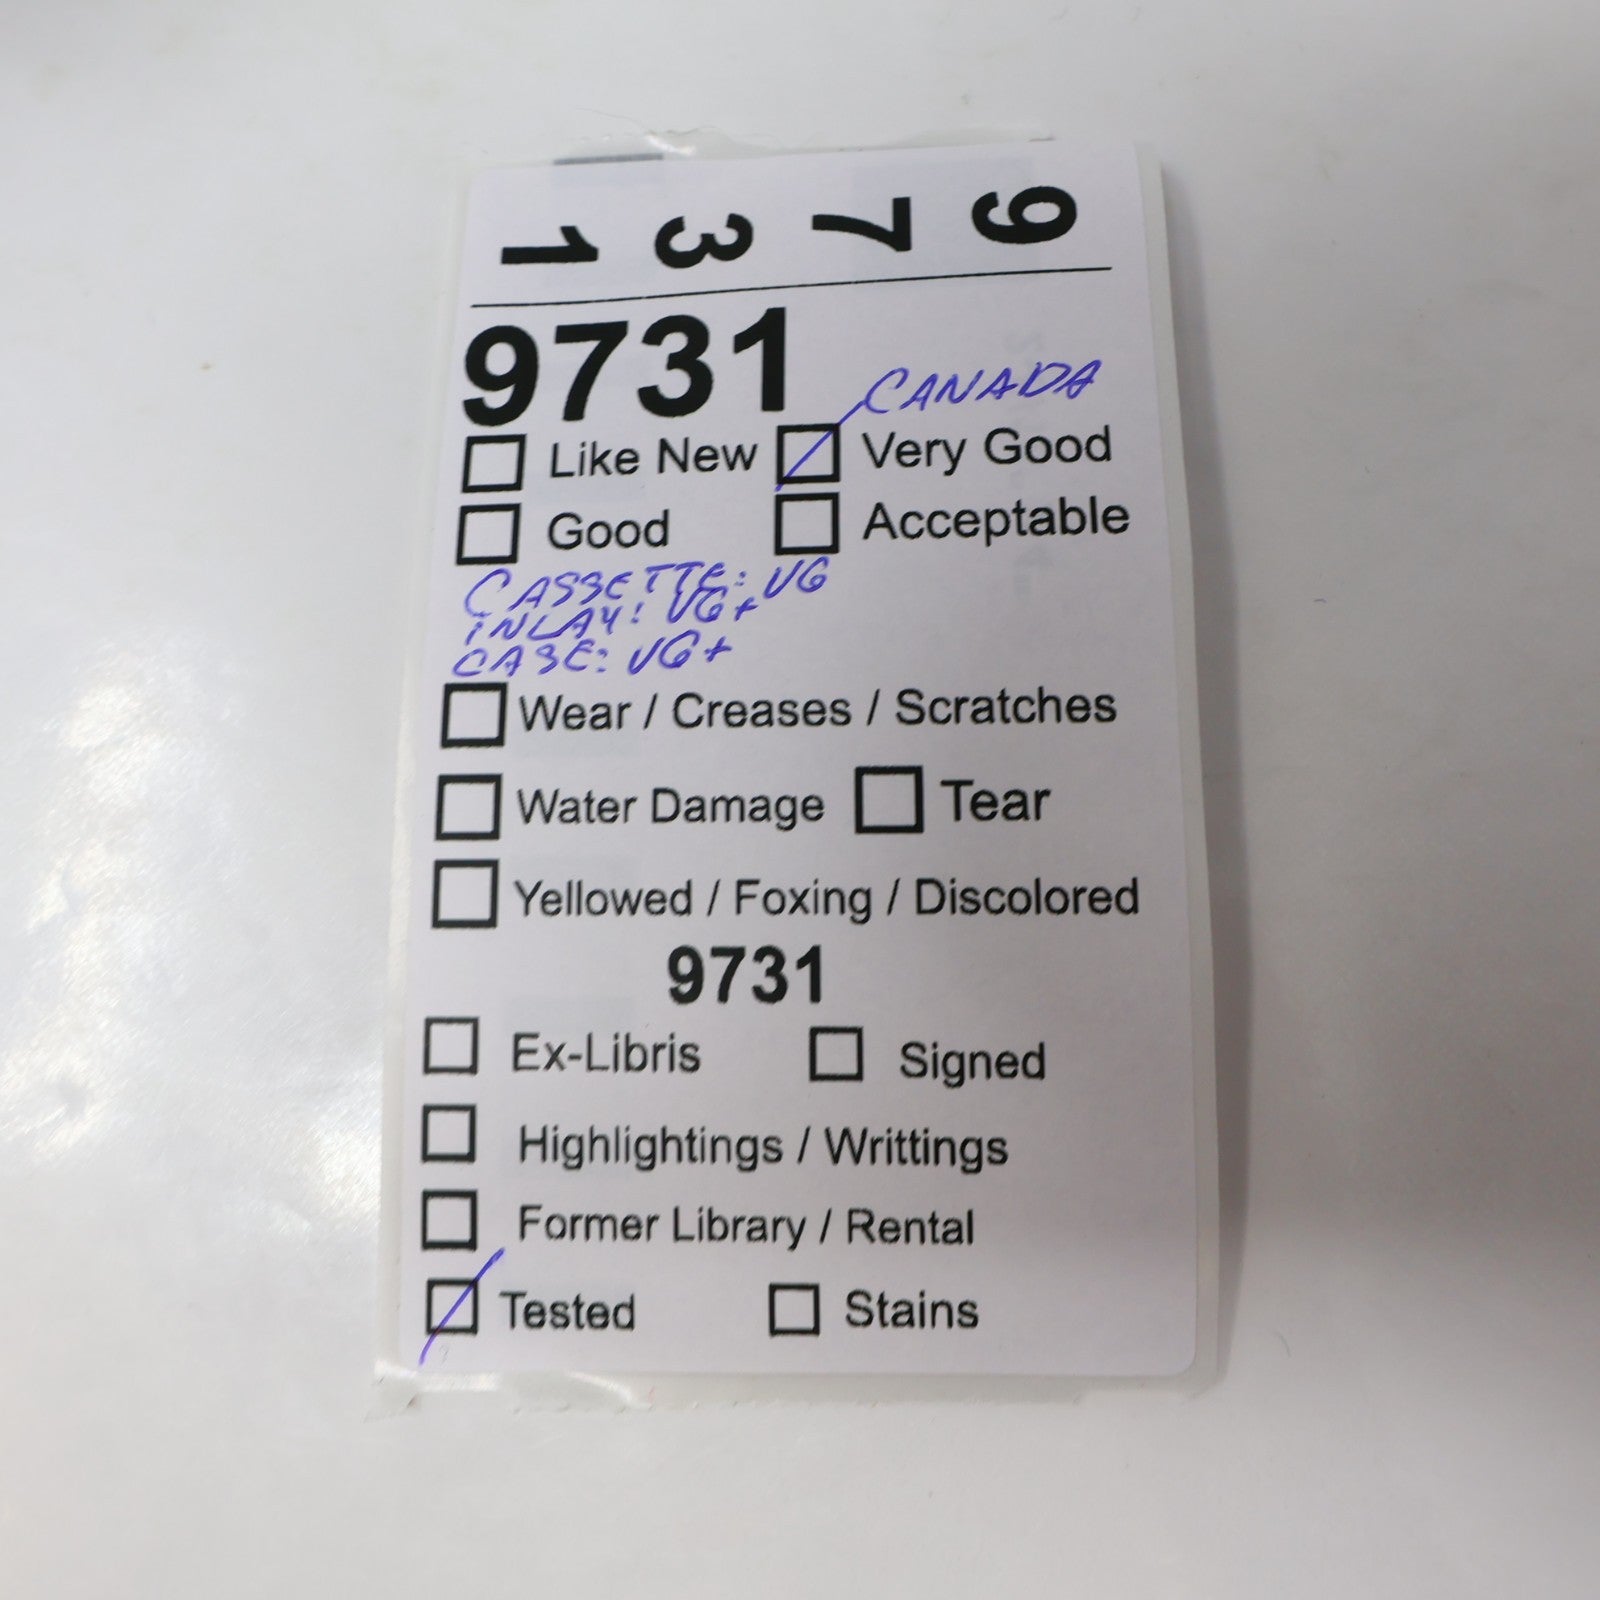 9 7 3 1
9731
CANADA
Like New Very Good
Good Acceptable
CASSETTE: VG
INLAY: VG+
CASE: VG+
Wear / Creases / Scratches
Water Damage Tear
Yellowed / Foxing / Discolored
9731
Ex-Libris Signed
Highlightings / Writtings
Former Library / Rental
Tested Stains